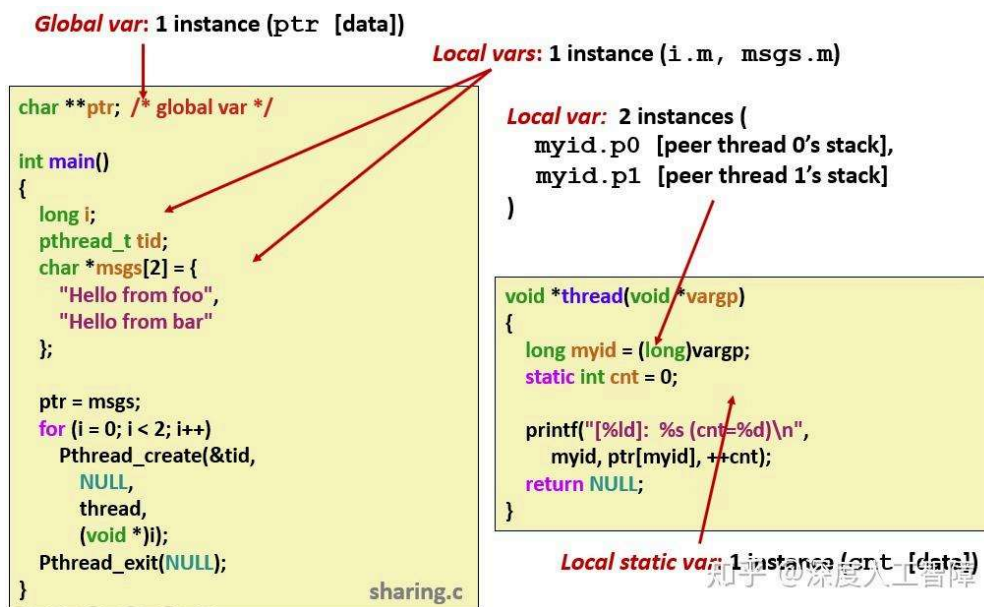 Global var: 1 instance (ptr [data])
Local vars: 1 instance (i.m, msgs.m)
char **ptr; /* global var */
int main()
{
long i;
pthread_t tid;
char *msgs[2] = {
"Hello from foo",
"Hello from bar"
};
ptr = msgs;
for (i = 0; i < 2; i++)
Pthread_create(&tid,
NULL,
thread,
(void *)i);
Pthread_exit(NULL);
}
sharing.c
Local var: 2 instances (
myid.p0 [peer thread 0's stack],
myid.p1 [peer thread 1's stack]
)
void *thread(void *vargp)
{
long myid = (long)vargp;
static int cnt = 0;
printf("[%ld]: %s (cnt=%d)\n",
myid, ptr[myid], ++cnt);
return NULL;
}
Local static var: 1 instance (cnt [data])
知乎 @深度人工智障